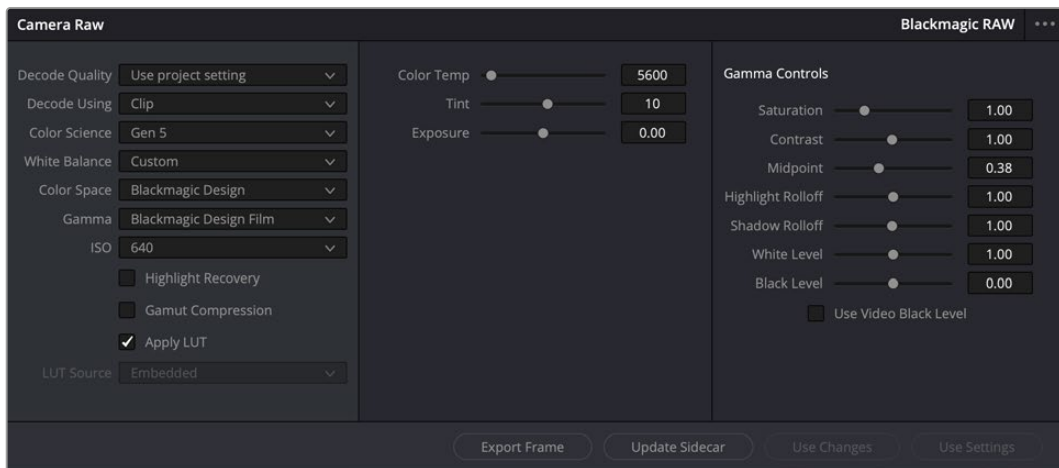 Camera Raw
Blackmagic RAW
Decode Quality Use project setting
Decode Using Clip
Color Science Gen 5
White Balance Custom
Color Space Blackmagic Design
Gamma Blackmagic Design Film
ISO 640
Highlight Recovery
Gamut Compression
Apply LUT
LUT Source Embedded
Color Temp 5600
Tint 10
Exposure 0.00
Gamma Controls
Saturation 1.00
Contrast 1.00
Midpoint 0.38
Highlight Rolloff 1.00
Shadow Rolloff 1.00
White Level 1.00
Black Level 0.00
Use Video Black Level
Export Frame
Update Sidecar
Use Changes
Use Settings